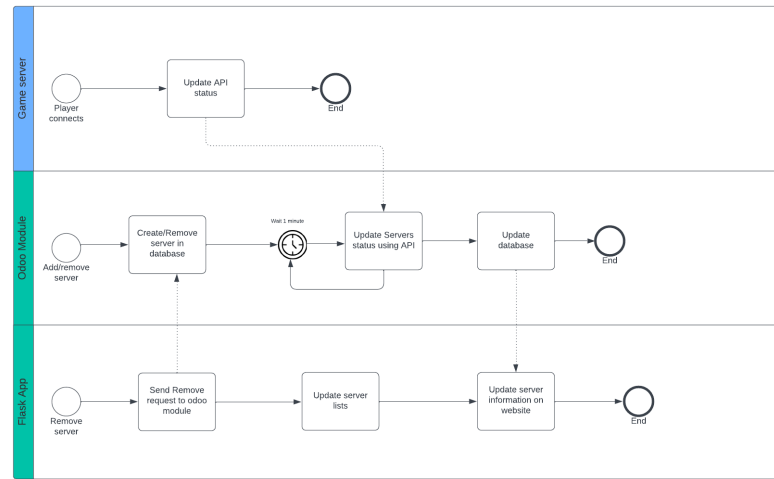 Game server
Player
connects
Update API
status
End
Odoo Module
Add/remove
server
Create/Remove
server in
database
Wait 1 minute
Update Servers
status using API
Update
database
End
Flask App
Remove
server
Send Remove
request to odoo
module
Update server
lists
Update server
information on
website
End